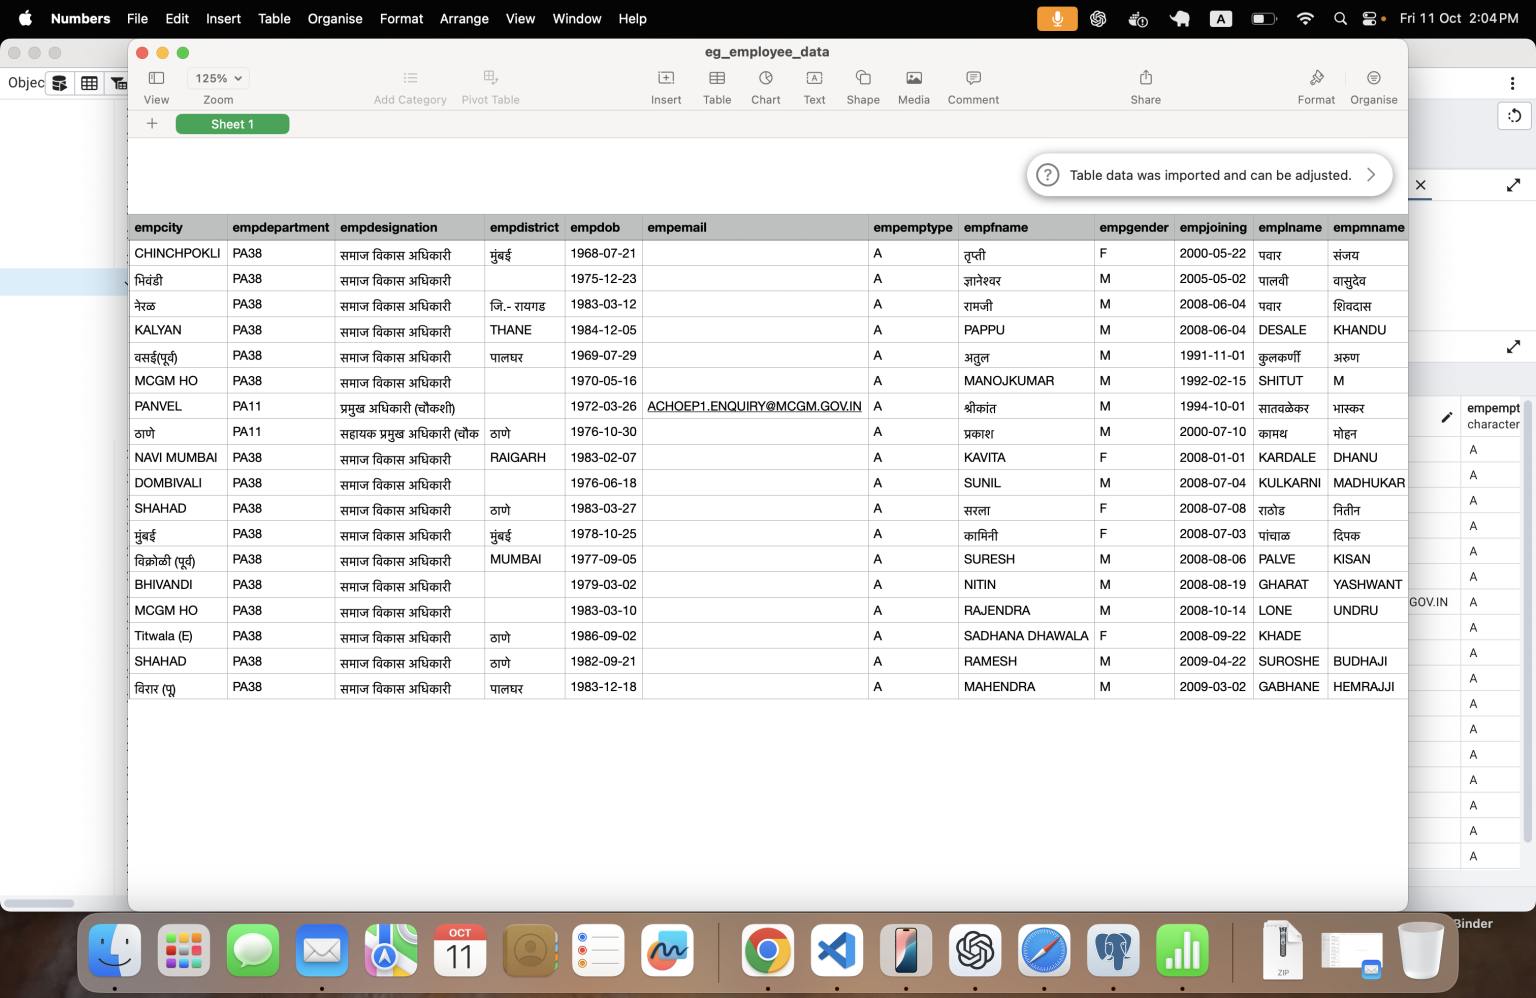 Numbers File Edit Insert Table Organise Format Arrange View Window Help A Fri 11 Oct 2:04 PM
eg_employee_data
Objec
125%
View Zoom Add Category Pivot Table Insert Table Chart Text Shape Media Comment Share Format Organise
+ Sheet 1
? Table data was imported and can be adjusted.
empcity empdepartment empdesignation empdistrict empdob empemail empemptype empfname empgender empjoining emplname empmname
CHINCHPOKLI PA38 समाज विकास अधिकारी मुंबई 1968-07-21 A तृप्ती F 2000-05-22 पवार संजय
भिवंडी PA38 समाज विकास अधिकारी 1975-12-23 A ज्ञानेश्वर M 2005-05-02 पालवी वासुदेव
नेरळ PA38 समाज विकास अधिकारी जि.- रायगड 1983-03-12 A रामजी M 2008-06-04 पवार शिवदास
KALYAN PA38 समाज विकास अधिकारी THANE 1984-12-05 A PAPPU M 2008-06-04 DESALE KHANDU
वसई(पूर्व) PA38 समाज विकास अधिकारी पालघर 1969-07-29 A अतुल M 1991-11-01 कुलकर्णी अरुण
MCGM HO PA38 समाज विकास अधिकारी 1970-05-16 A MANOJKUMAR M 1992-02-15 SHITUT M
PANVEL PA11 प्रमुख अधिकारी (चौकशी) 1972-03-26 ACHOEP1.ENQUIRY@MCGM.GOV.IN A श्रीकांत M 1994-10-01 सातवळेकर भास्कर
ठाणे PA11 सहायक प्रमुख अधिकारी (चौक ठाणे 1976-10-30 A प्रकाश M 2000-07-10 कामथ मोहन
NAVI MUMBAI PA38 समाज विकास अधिकारी RAIGARH 1983-02-07 A KAVITA F 2008-01-01 KARDALE DHANU
DOMBIVALI PA38 समाज विकास अधिकारी 1976-06-18 A SUNIL M 2008-07-04 KULKARNI MADHUKAR
SHAHAD PA38 समाज विकास अधिकारी ठाणे 1983-03-27 A सरला F 2008-07-08 राठोड नितीन
मुंबई PA38 समाज विकास अधिकारी मुंबई 1978-10-25 A कामिनी F 2008-07-03 पांचाळ दिपक
विक्रोळी (पूर्व) PA38 समाज विकास अधिकारी MUMBAI 1977-09-05 A SURESH M 2008-08-06 PALVE KISAN
BHIVANDI PA38 समाज विकास अधिकारी 1979-03-02 A NITIN M 2008-08-19 GHARAT YASHWANT
MCGM HO PA38 समाज विकास अधिकारी 1983-03-10 A RAJENDRA M 2008-10-14 LONE UNDRU
Titwala (E) PA38 समाज विकास अधिकारी ठाणे 1986-09-02 A SADHANA DHAWALA F 2008-09-22 KHADE
SHAHAD PA38 समाज विकास अधिकारी ठाणे 1982-09-21 A RAMESH M 2009-04-22 SUROSHE BUDHAJI
विरार (पू) PA38 समाज विकास अधिकारी पालघर 1983-12-18 A MAHENDRA M 2009-03-02 GABHANE HEMRAJJI
empempt
character
A
A
A
A
A
A
GOV.IN A
A
A
A
A
A
A
A
A
A
A
Binder
OCT
11
ZIP